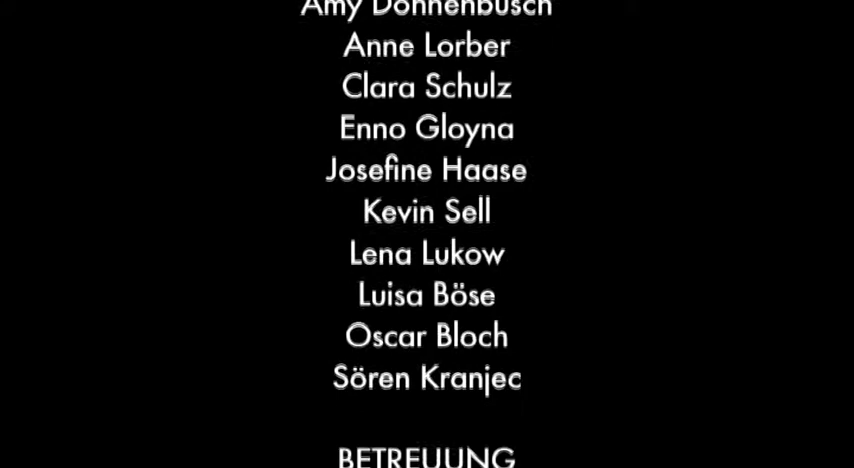 Amy Dohnenbusch
Anne Lorber
Clara Schulz
Enno Gloyna
Josefine Haase
Kevin Sell
Lena Lukow
Luisa Böse
Oscar Bloch
Sören Kranjec
BETREUUNG